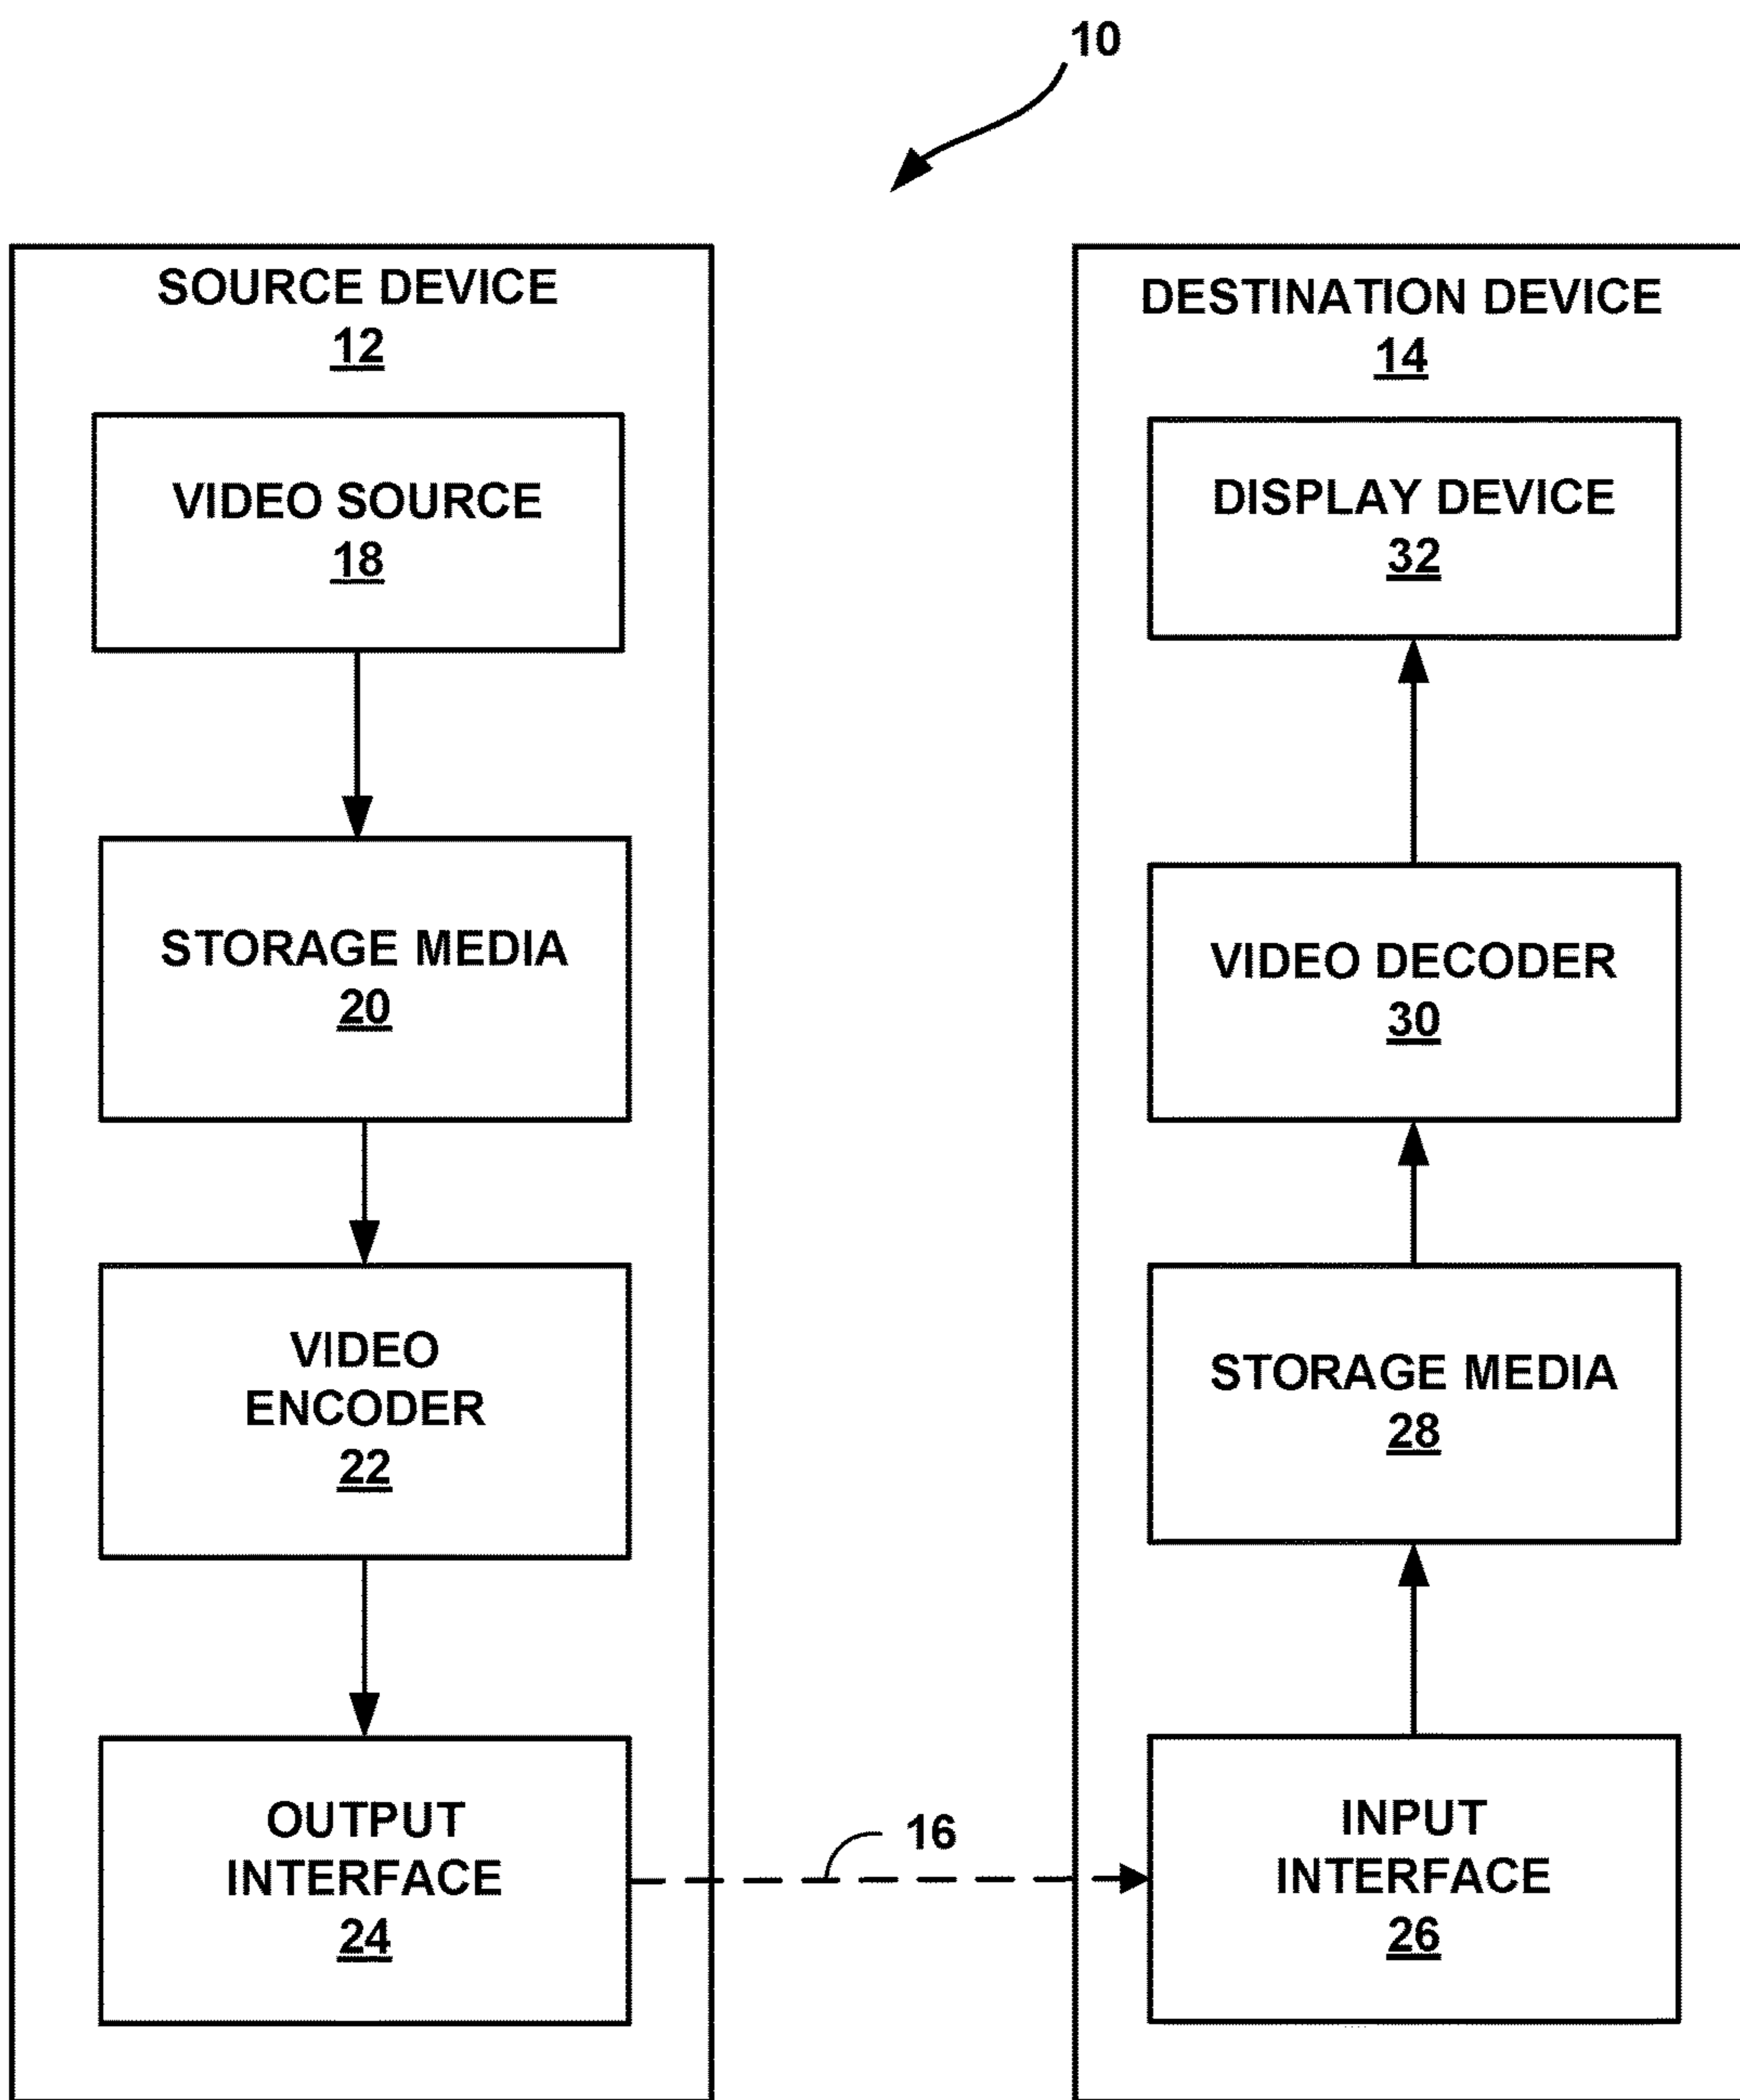 10
SOURCE DEVICE
12
VIDEO SOURCE
18
STORAGE MEDIA
20
VIDEO
ENCODER
22
OUTPUT
INTERFACE
24
16
DESTINATION DEVICE
14
DISPLAY DEVICE
32
VIDEO DECODER
30
STORAGE MEDIA
28
INPUT
INTERFACE
26